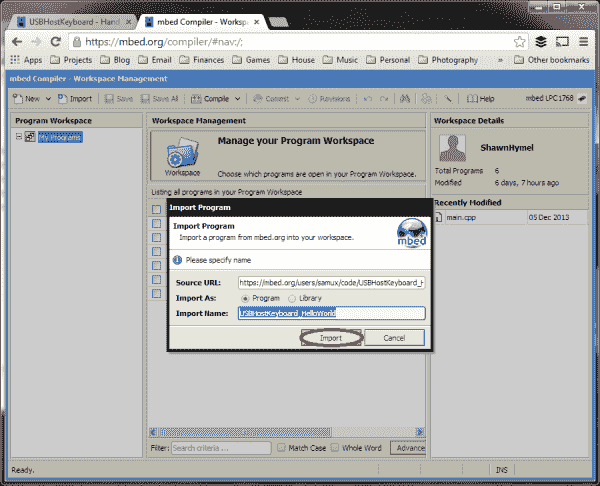 USBHostKeyboard - Hand
mbed Compiler - Workspa
https://mbed.org/compiler/#nav:/;
Apps Projects Blog Email Finances Games House Music Personal Photography » Other bookmarks
mbed Compiler - Workspace Management
New Import Save Save All Compile Commit Revisions Help mbed LPC1768
Program Workspace
My Programs
Workspace Management
Manage your Program Workspace
Choose which programs are open in your Program Workspace.
Workspace
Listing all programs in your Program Workspace
Workspace Details
ShawnHymel
Total Programs 6
Modified 6 days, 7 hours ago
Recently Modified
main.cpp 05 Dec 2013
Import Program
Import Program
Import a program from mbed.org into your workspace.
mbed
Please specify name
Source URL: https://mbed.org/users/samux/code/USBHostKeyboard_H
Import As: Program Library
Import Name: USBHostKeyboard_HelloWorld
Import Cancel
Filter: Search criteria ... Match Case Whole Word Advance
Ready. INS